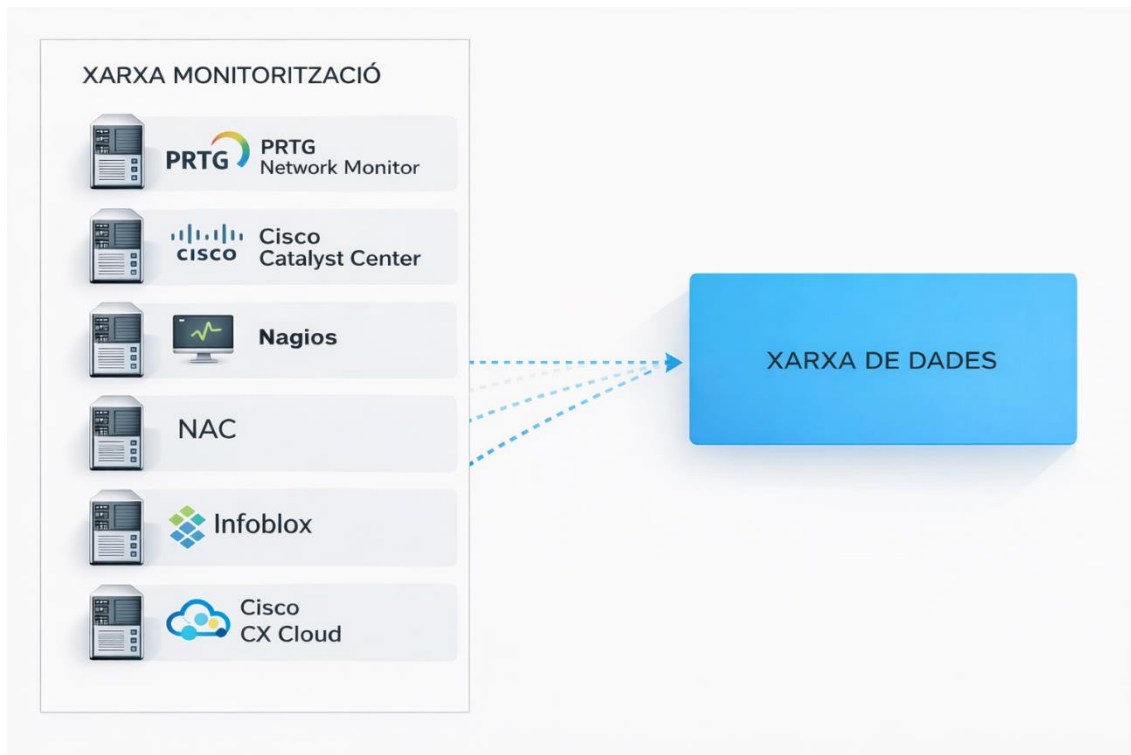 XARXA MONITORITZACIÓ
PRTG
PRTG
Network Monitor
CISCO
Cisco
Catalyst Center
Nagios
NAC
Infoblox
Cisco
CX Cloud
XARXA DE DADES